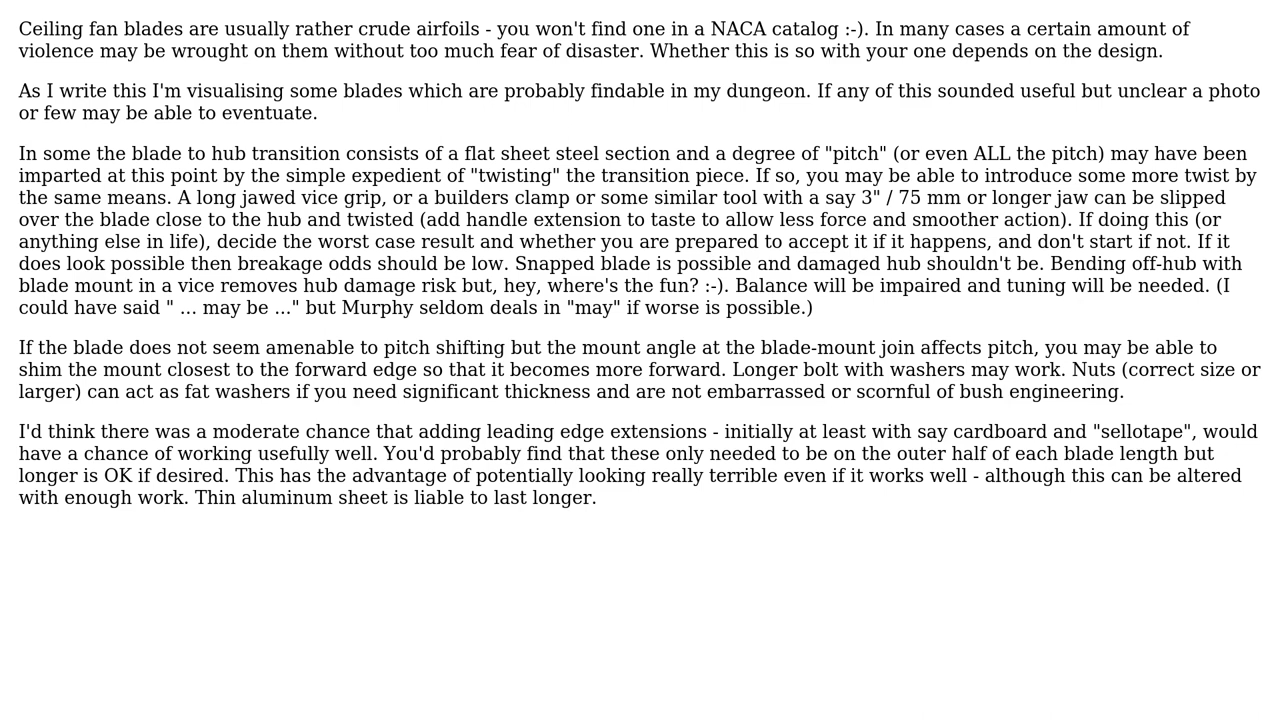 Ceiling fan blades are usually rather crude airfoils - you won't find one in a NACA catalog :-). In many cases a certain amount of
violence may be wrought on them without too much fear of disaster. Whether this is so with your one depends on the design.
As I write this I'm visualising some blades which are probably findable in my dungeon. If any of this sounded useful but unclear a photo
or few may be able to eventuate.
In some the blade to hub transition consists of a flat sheet steel section and a degree of "pitch" (or even ALL the pitch) may have been
imparted at this point by the simple expedient of "twisting" the transition piece. If so, you may be able to introduce some more twist by
the same means. A long jawed vice grip, or a builders clamp or some similar tool with a say 3" / 75 mm or longer jaw can be slipped
over the blade close to the hub and twisted (add handle extension to taste to allow less force and smoother action). If doing this (or
anything else in life), decide the worst case result and whether you are prepared to accept it if it happens, and don't start if not. If it
does look possible then breakage odds should be low. Snapped blade is possible and damaged hub shouldn't be. Bending off-hub with
blade mount in a vice removes hub damage risk but, hey, where's the fun? :-). Balance will be impaired and tuning will be needed. (I
could have said " ... may be ..." but Murphy seldom deals in "may" if worse is possible.)
If the blade does not seem amenable to pitch shifting but the mount angle at the blade-mount join affects pitch, you may be able to
shim the mount closest to the forward edge so that it becomes more forward. Longer bolt with washers may work. Nuts (correct size or
larger) can act as fat washers if you need significant thickness and are not embarrassed or scornful of bush engineering.
I'd think there was a moderate chance that adding leading edge extensions - initially at least with say cardboard and "sellotape", would
have a chance of working usefully well. You'd probably find that these only needed to be on the outer half of each blade length but
longer is OK if desired. This has the advantage of potentially looking really terrible even if it works well - although this can be altered
with enough work. Thin aluminum sheet is liable to last longer.